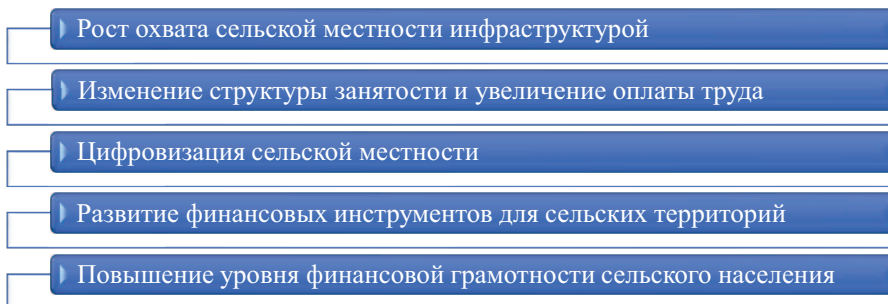 Рост охвата сельской местности инфраструктурой
Изменение структуры занятости и увеличение оплаты труда
Цифровизация сельской местности
Развитие финансовых инструментов для сельских территорий
Повышение уровня финансовой грамотности сельского населения